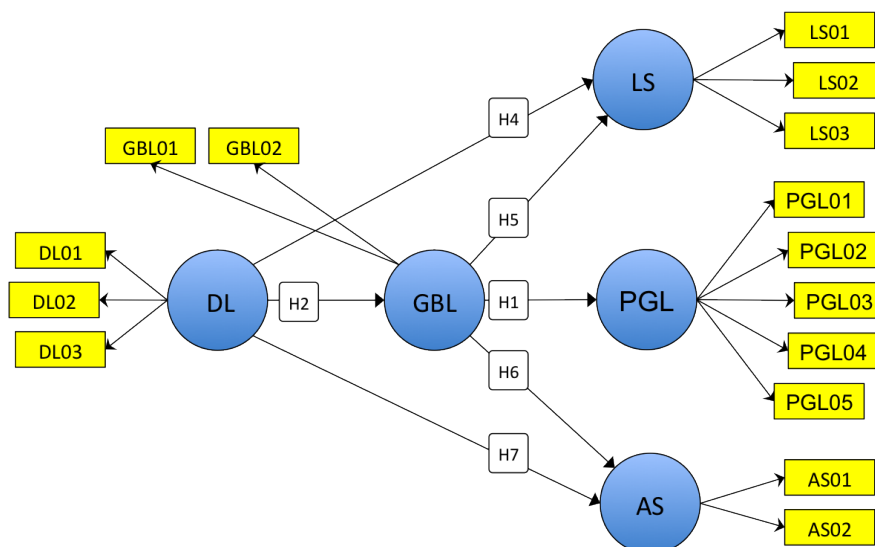 LS01
LS
LS02
H4
LS03
GBL01
GBL02
PGL01
H5
DL01
PGL02
DL02
DL
H2
GBL
H1
PGL
PGL03
DL03
PGL04
H6
PGL05
H7
AS01
AS
AS02